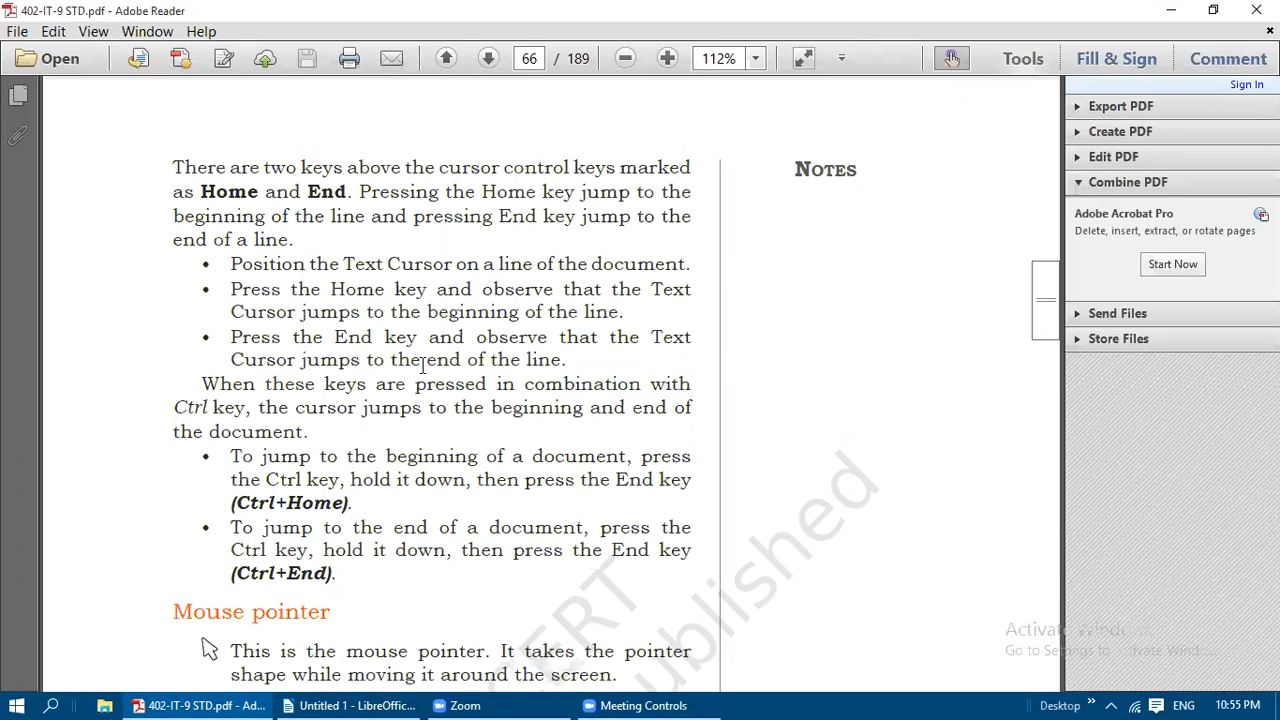 402-IT-9 STD.pdf - Adobe Reader
File Edit View Window Help
Open 66 / 189 112% Tools Fill & Sign Comment
Sign In
Export PDF
Create PDF
Edit PDF
Combine PDF
Adobe Acrobat Pro
Delete, insert, extract, or rotate pages
Start Now
Send Files
Store Files
There are two keys above the cursor control keys marked
as Home and End. Pressing the Home key jump to the
beginning of the line and pressing End key jump to the
end of a line.
• Position the Text Cursor on a line of the document.
• Press the Home key and observe that the Text
Cursor jumps to the beginning of the line.
• Press the End key and observe that the Text
Cursor jumps to the end of the line.
When these keys are pressed in combination with
Ctrl key, the cursor jumps to the beginning and end of
the document.
• To jump to the beginning of a document, press
the Ctrl key, hold it down, then press the End key
(Ctrl+Home).
• To jump to the end of a document, press the
Ctrl key, hold it down, then press the End key
(Ctrl+End).
Mouse pointer
This is the mouse pointer. It takes the pointer
shape while moving it around the screen.
NOTES
CERT
ublished
Activate Windows
Go to Settings to activate Windows.
402-IT-9 STD.pdf - Ad... Untitled 1 - LibreOffic... Zoom Meeting Controls Desktop ENG 10:55 PM